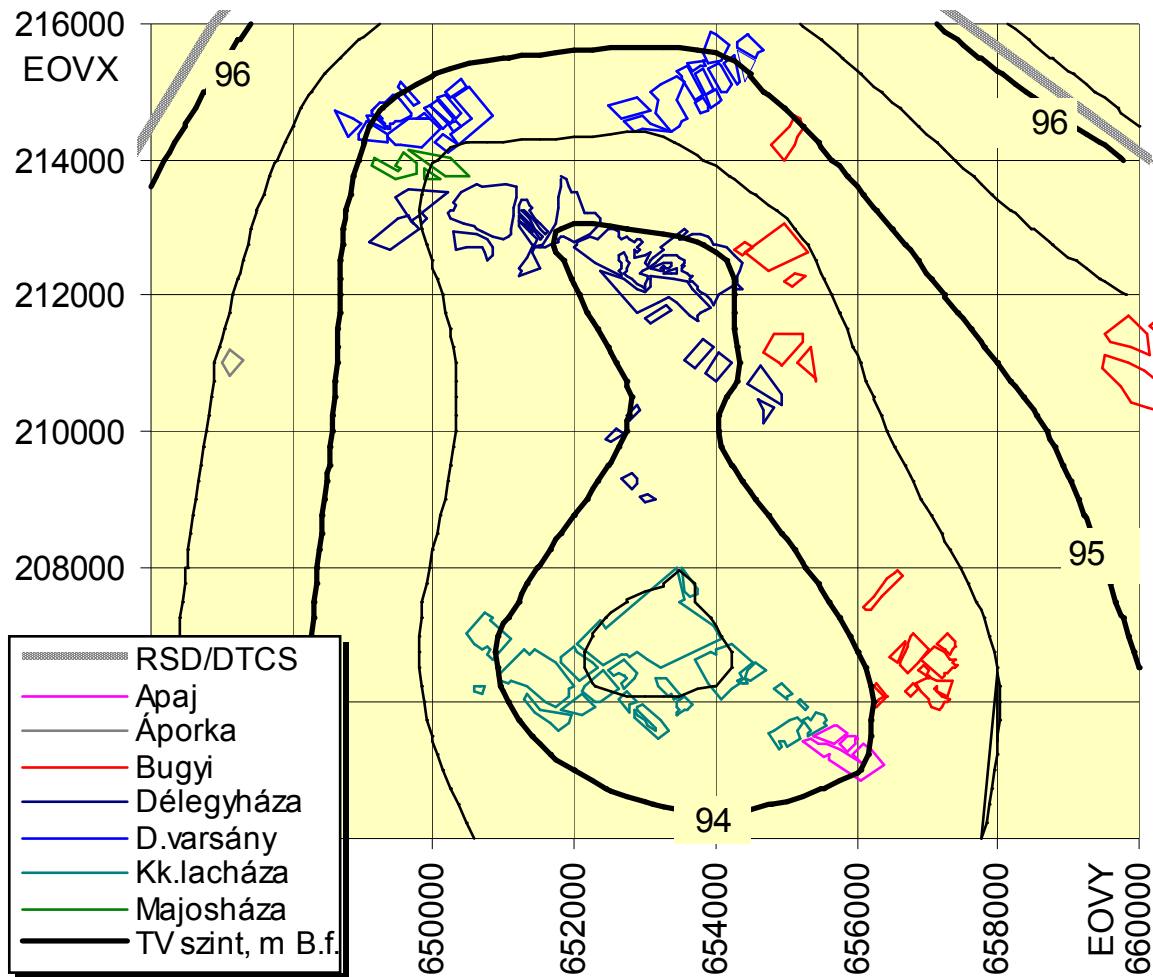 216000
EOVX
214000
212000
210000
208000
96
96
95
94
RSD/DTCS
Apaj
Áporka
Bugyi
Délegyháza
D.varsány
Kk.lacháza
Majosháza
TV szint, m B.f.
650000
652000
654000
656000
658000
EOVY
660000